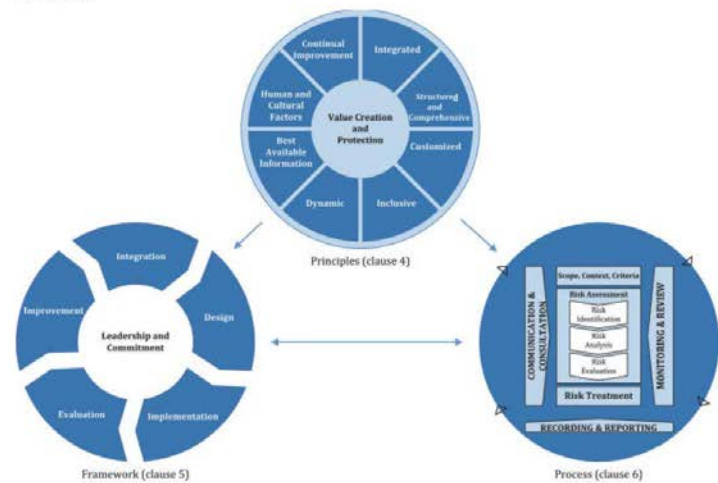 Continual
Improvement
Integrated
Human and
Cultural
Factors
Structured
and
Comprehensive
Value Creation
and
Protection
Best
Available
Information
Customized
Dynamic
Inclusive
Principles (clause 4)
Integration
Improvement
Design
Leadership and
Commitment
Evaluation
Implementation
Framework (clause 5)
Scope, Context, Criteria
Risk Assessment
Risk
Identification
Risk
Analysis
Risk
Evaluation
Risk Treatment
COMMUNICATION &
CONSULTATION
MONITORING & REVIEW
RECORDING & REPORTING
Process (clause 6)